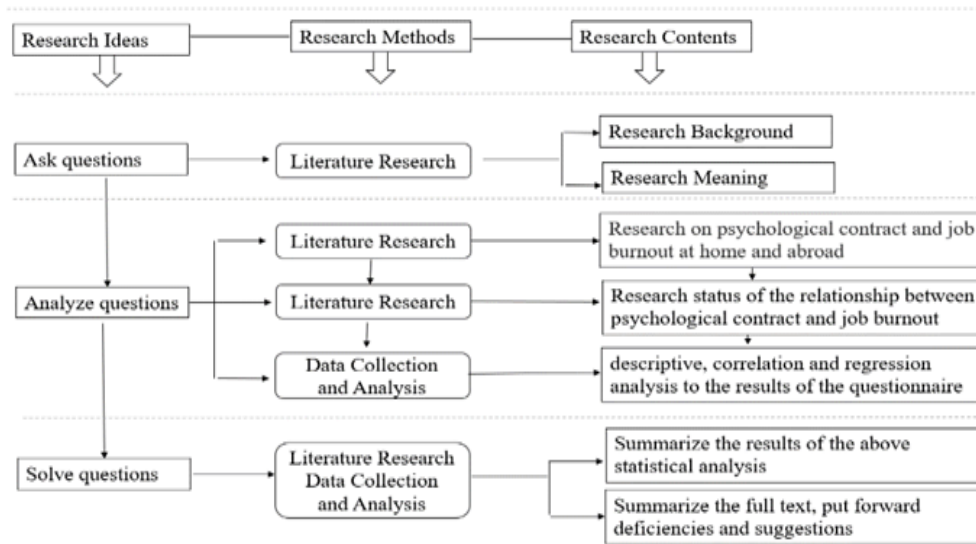 Research Ideas
Research Methods
Research Contents
Ask questions
Literature Research
Research Background
Research Meaning
Analyze questions
Literature Research
Research on psychological contract and job
burnout at home and abroad
Literature Research
Research status of the relationship between
psychological contract and job burnout
Data Collection
and Analysis
descriptive, correlation and regression
analysis to the results of the questionnaire
Solve questions
Literature Research
Data Collection
and Analysis
Summarize the results of the above
statistical analysis
Summarize the full text, put forward
deficiencies and suggestions